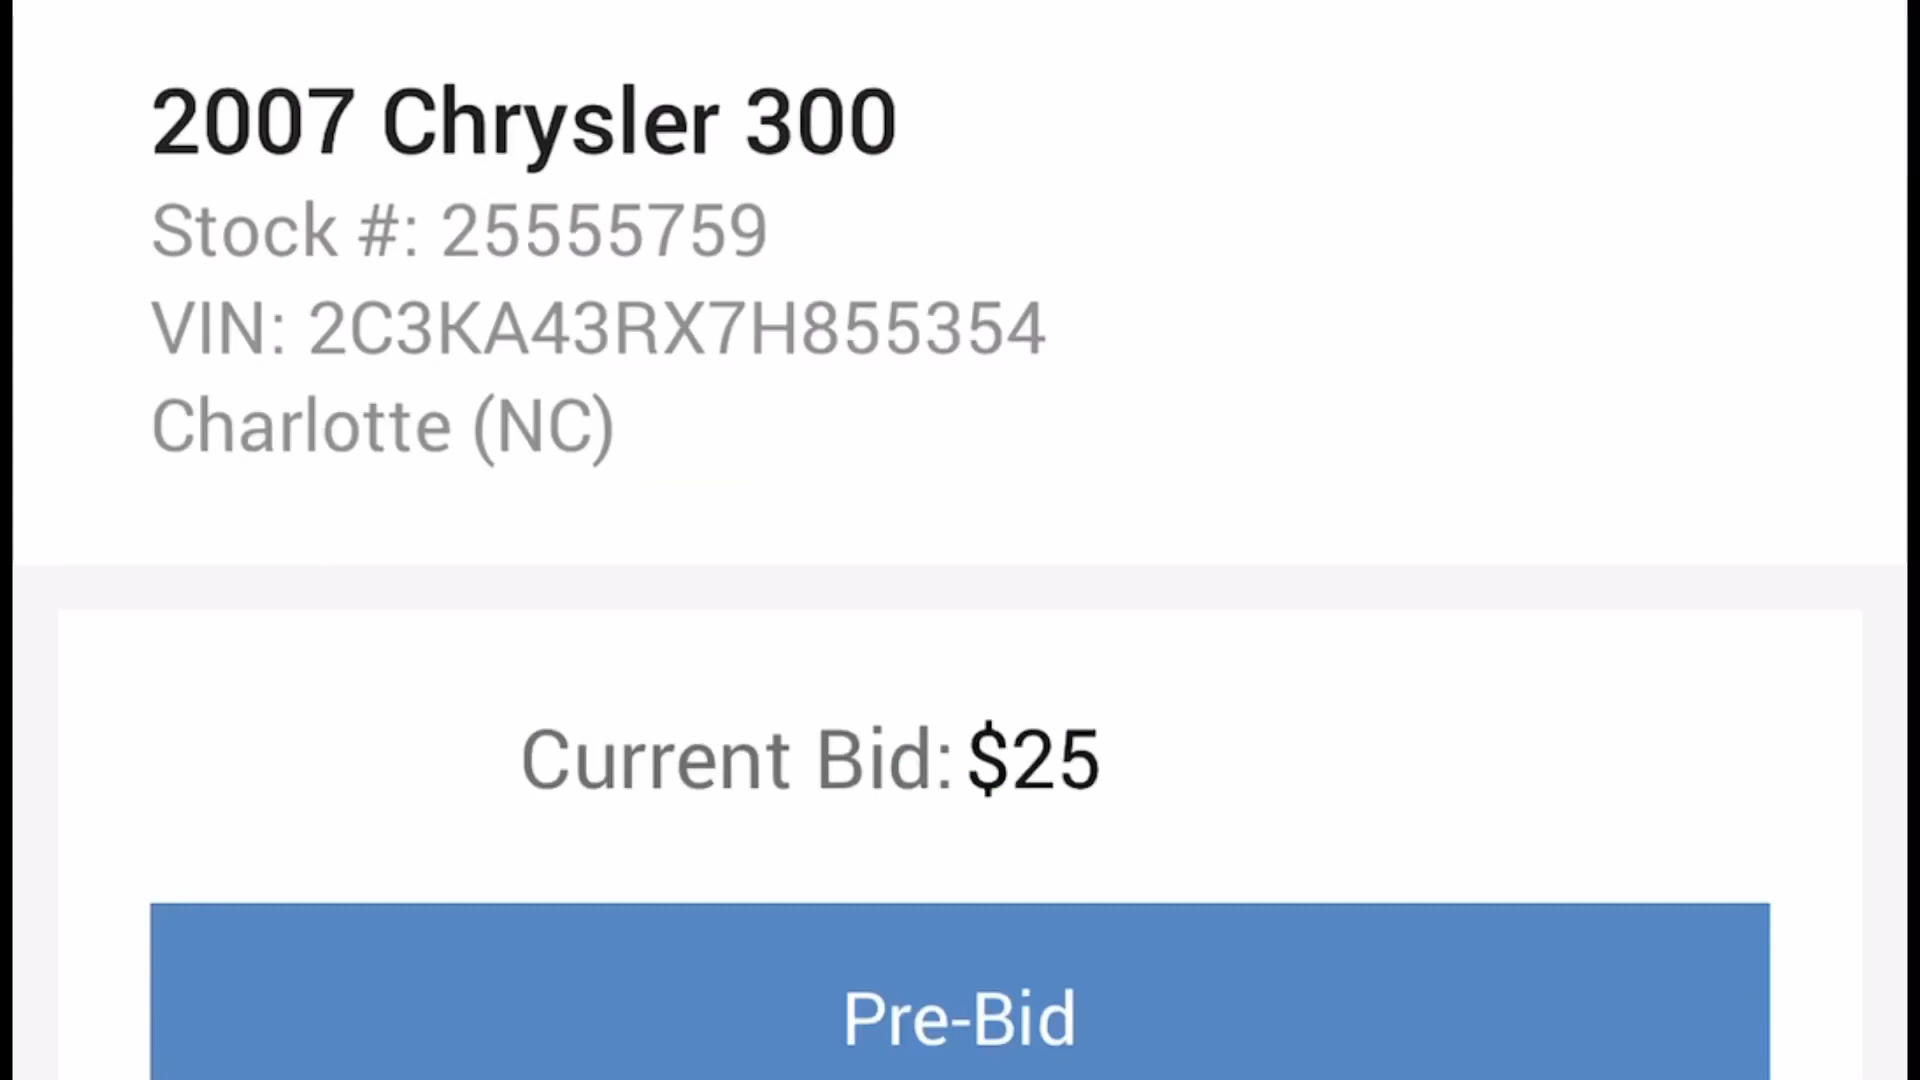 2007 Chrysler 300
Stock #: 25555759
VIN: 2C3KA43RX7H855354
Charlotte (NC)
Current Bid: $25
Pre-Bid